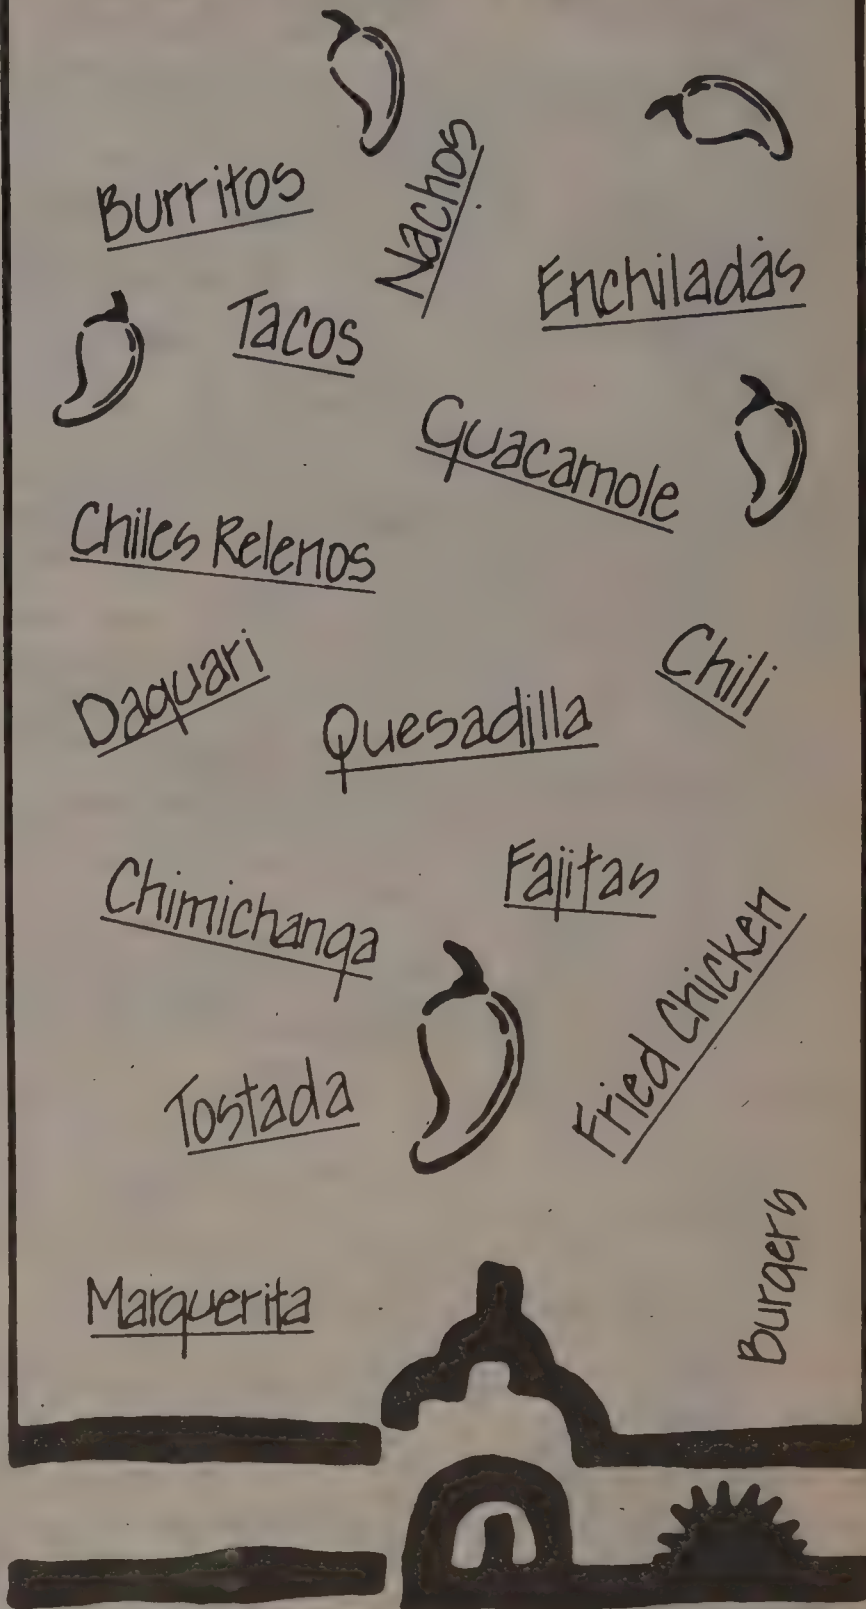 Burritos
Nachos
Enchiladas
Tacos
Guacamole
Chiles Relenos
Daquari
Chili
Quesadilla
Chimichanga
Fajitas
Fried Chicken
Tostada
Marquerita
Burgers